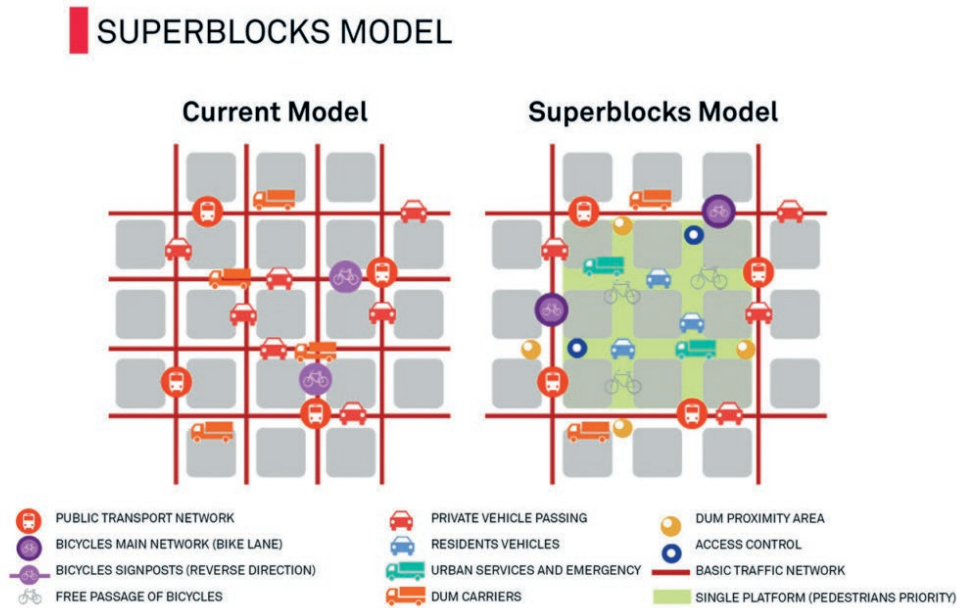 SUPERBLOCKS MODEL
Current Model
Superblocks Model
PUBLIC TRANSPORT NETWORK
BICYCLES MAIN NETWORK (BIKE LANE)
BICYCLES SIGNPOSTS (REVERSE DIRECTION)
FREE PASSAGE OF BICYCLES
PRIVATE VEHICLE PASSING
RESIDENTS VEHICLES
URBAN SERVICES AND EMERGENCY
DUM CARRIERS
DUM PROXIMITY AREA
ACCESS CONTROL
BASIC TRAFFIC NETWORK
SINGLE PLATFORM (PEDESTRIANS PRIORITY)